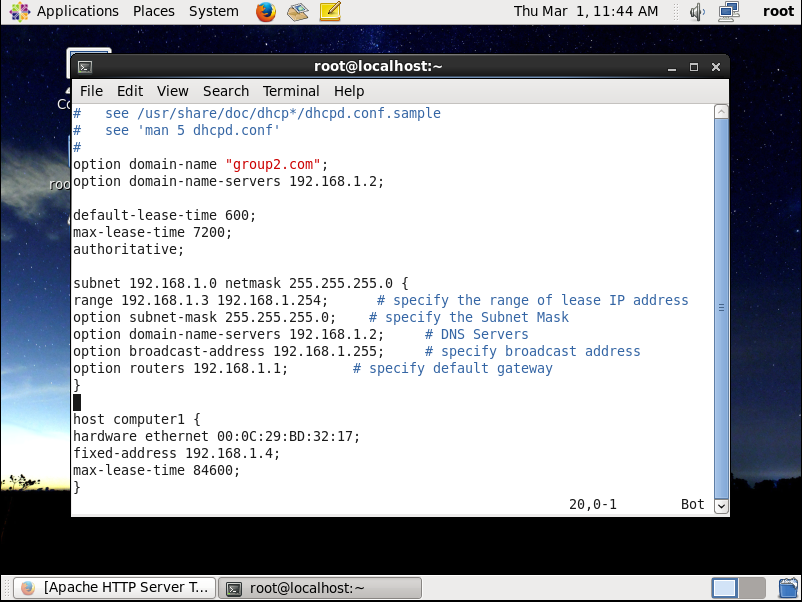 Applications Places System Thu Mar 1, 11:44 AM root
root@localhost:~
File Edit View Search Terminal Help
#   see /usr/share/doc/dhcp*/dhcpd.conf.sample
#   see 'man 5 dhcpd.conf'
#
option domain-name "group2.com";
option domain-name-servers 192.168.1.2;
default-lease-time 600;
max-lease-time 7200;
authoritative;
subnet 192.168.1.0 netmask 255.255.255.0 {
range 192.168.1.3 192.168.1.254;      # specify the range of lease IP address
option subnet-mask 255.255.255.0;    # specify the Subnet Mask
option domain-name-servers 192.168.1.2;     # DNS Servers
option broadcast-address 192.168.1.255;     # specify broadcast address
option routers 192.168.1.1;        # specify default gateway
}
host computer1 {
hardware ethernet 00:0C:29:BD:32:17;
fixed-address 192.168.1.4;
max-lease-time 84600;
}
20,0-1 Bot
[Apache HTTP Server T... root@localhost:~